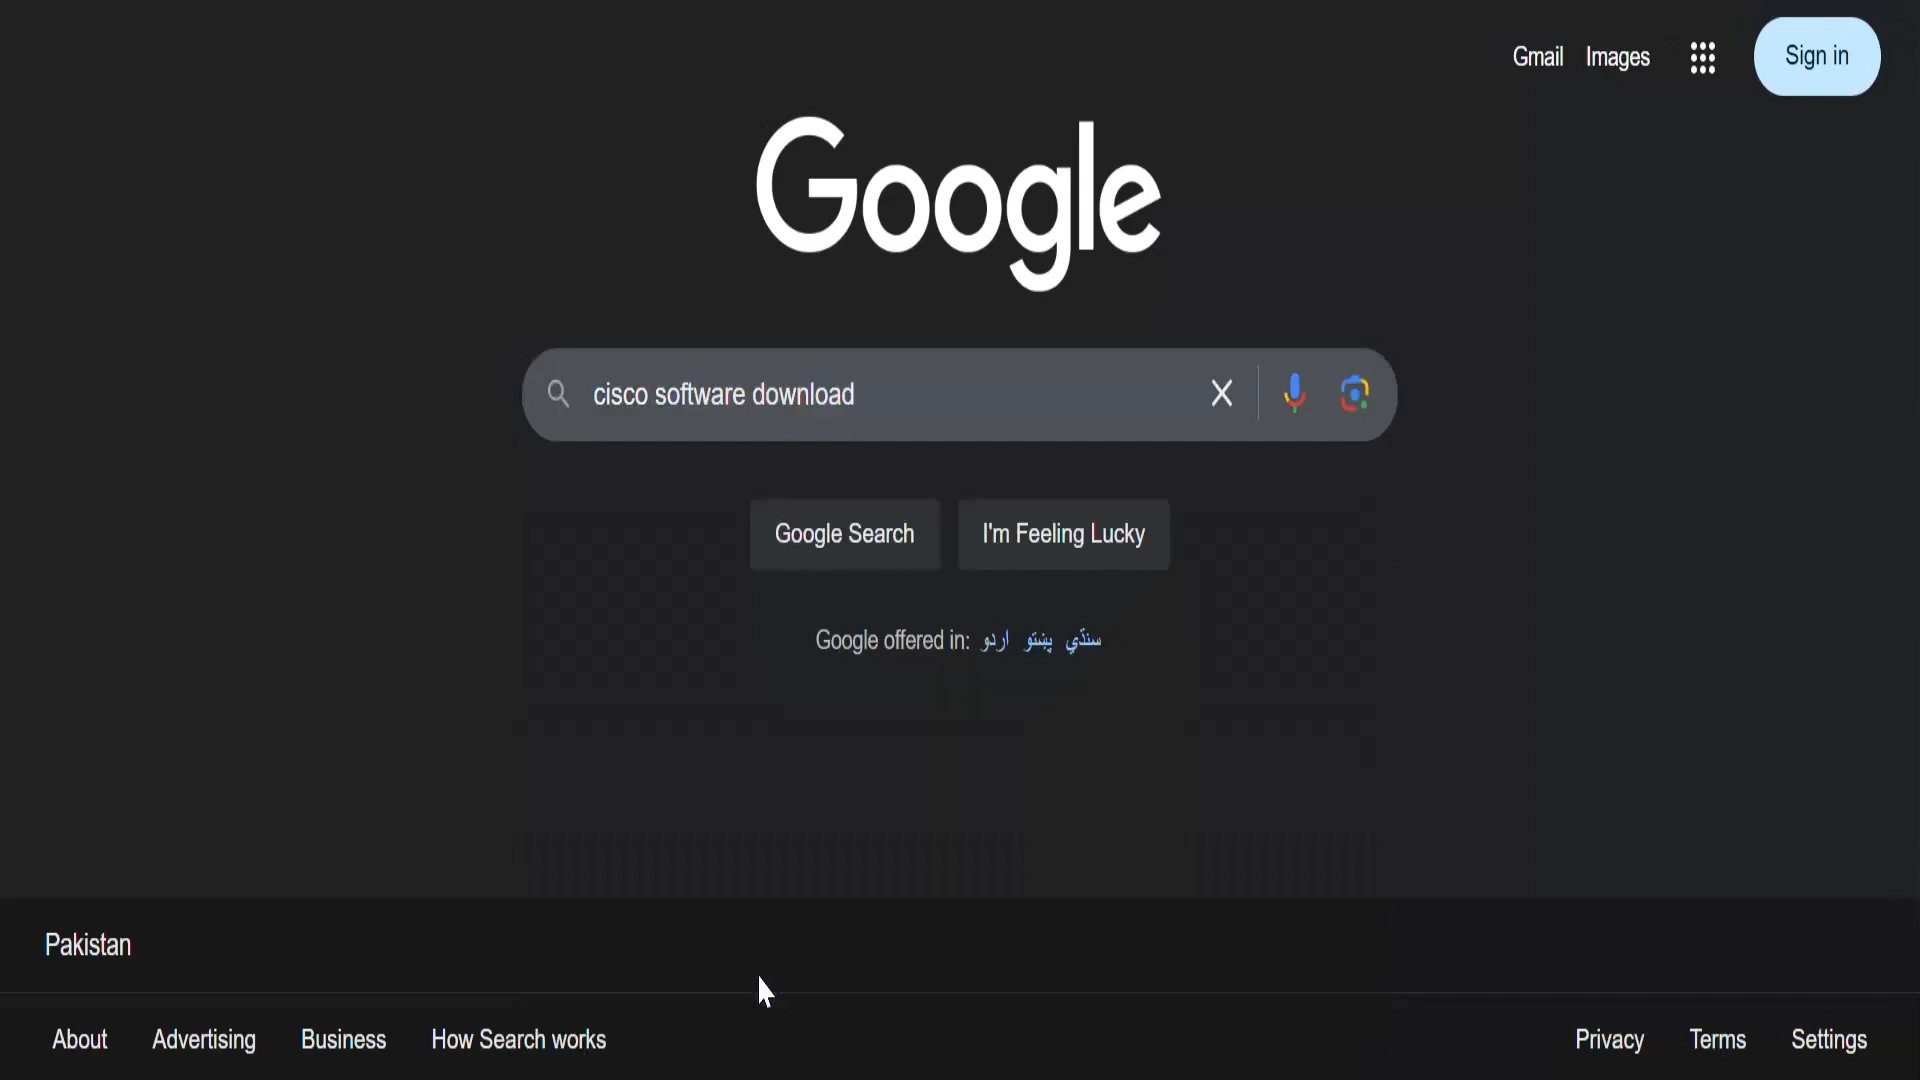 Gmail Images Sign in
Google
cisco software download
Google Search I'm Feeling Lucky
Google offered in: اردو پښتو سنڌي
Pakistan
About Advertising Business How Search works Privacy Terms Settings